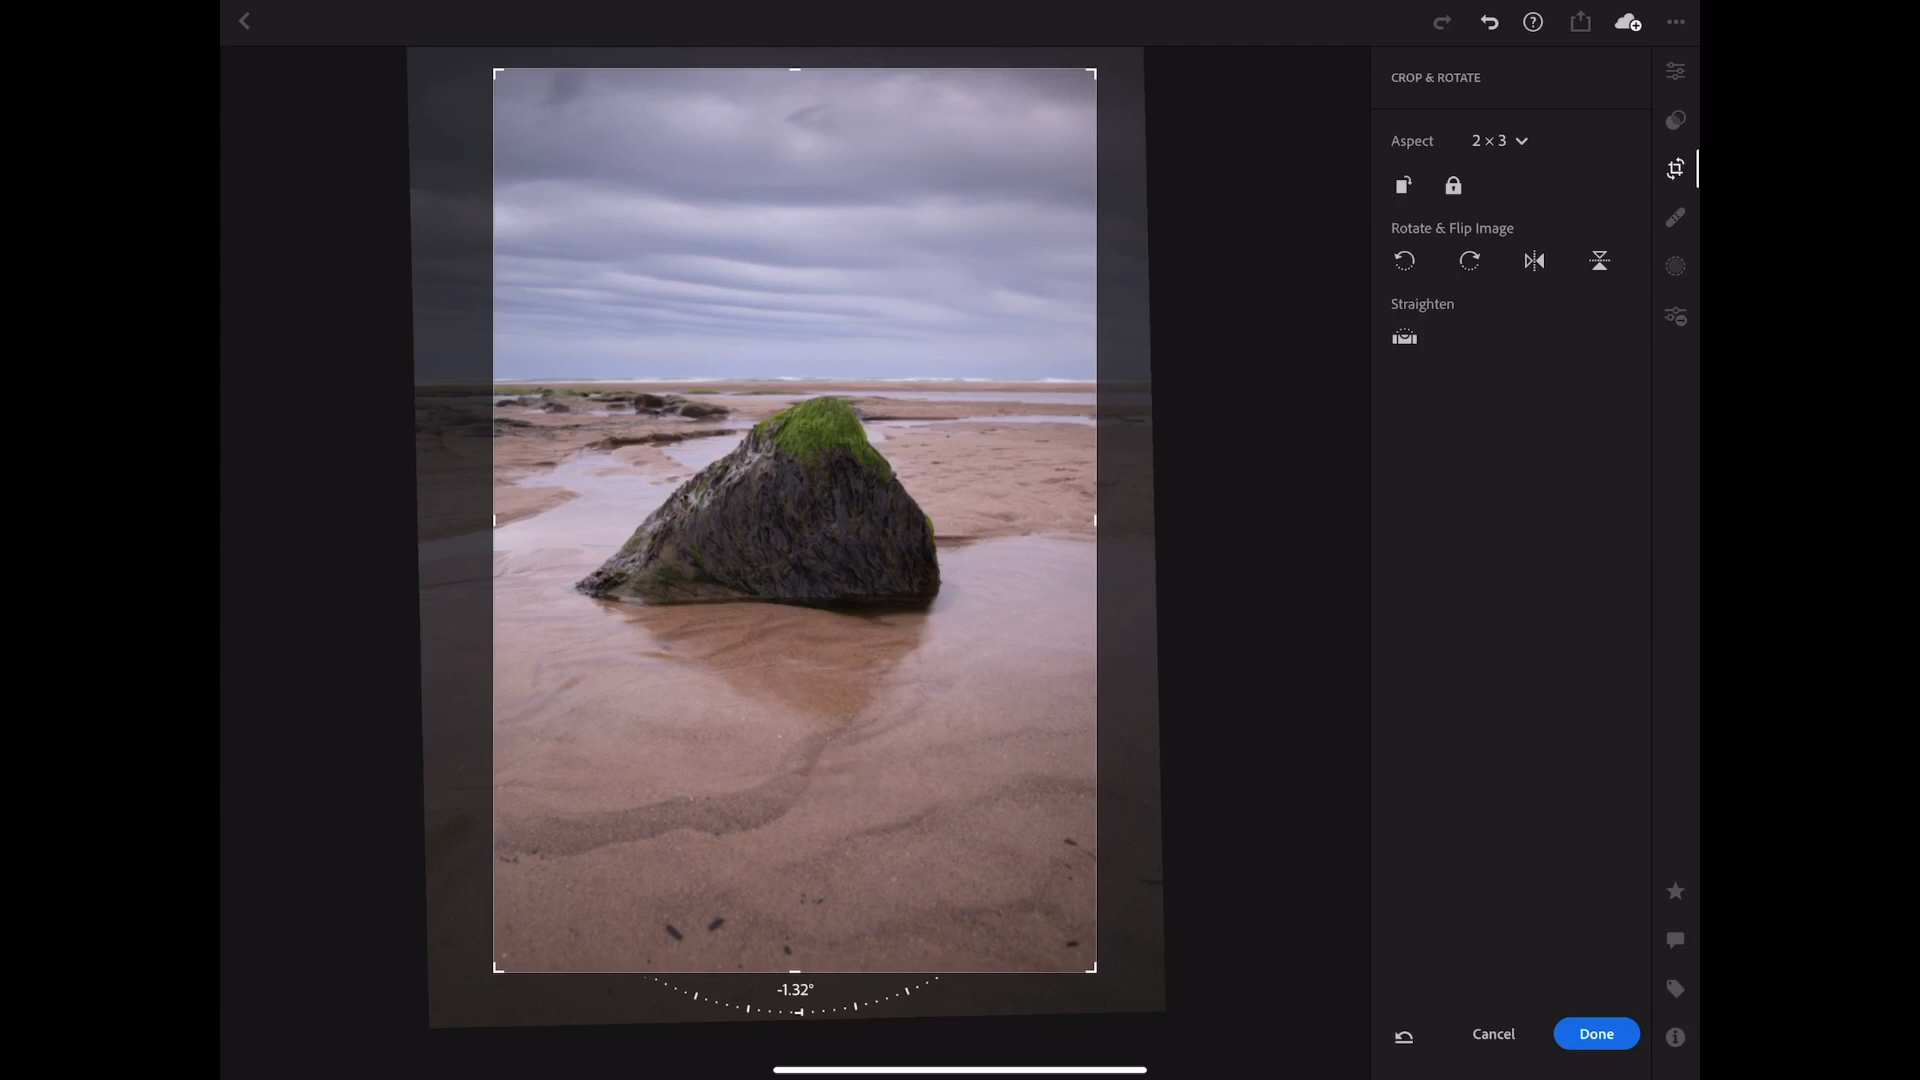 CROP & ROTATE
Aspect 2 × 3
Rotate & Flip Image
Straighten
-1.32°
Cancel Done